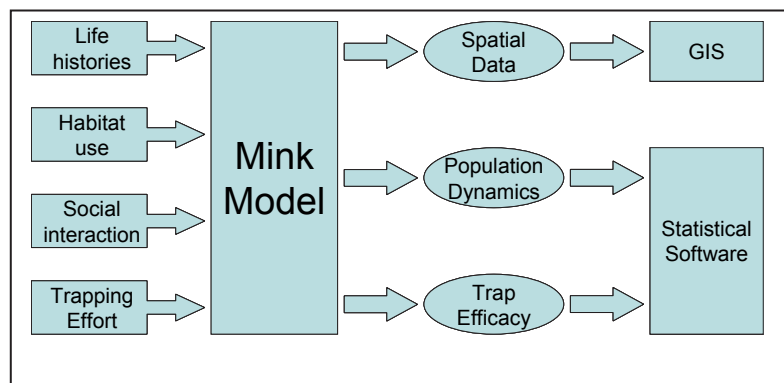 Life
histories
Habitat
use
Social
interaction
Trapping
Effort
Mink
Model
Spatial
Data
Population
Dynamics
Trap
Efficacy
GIS
Statistical
Software